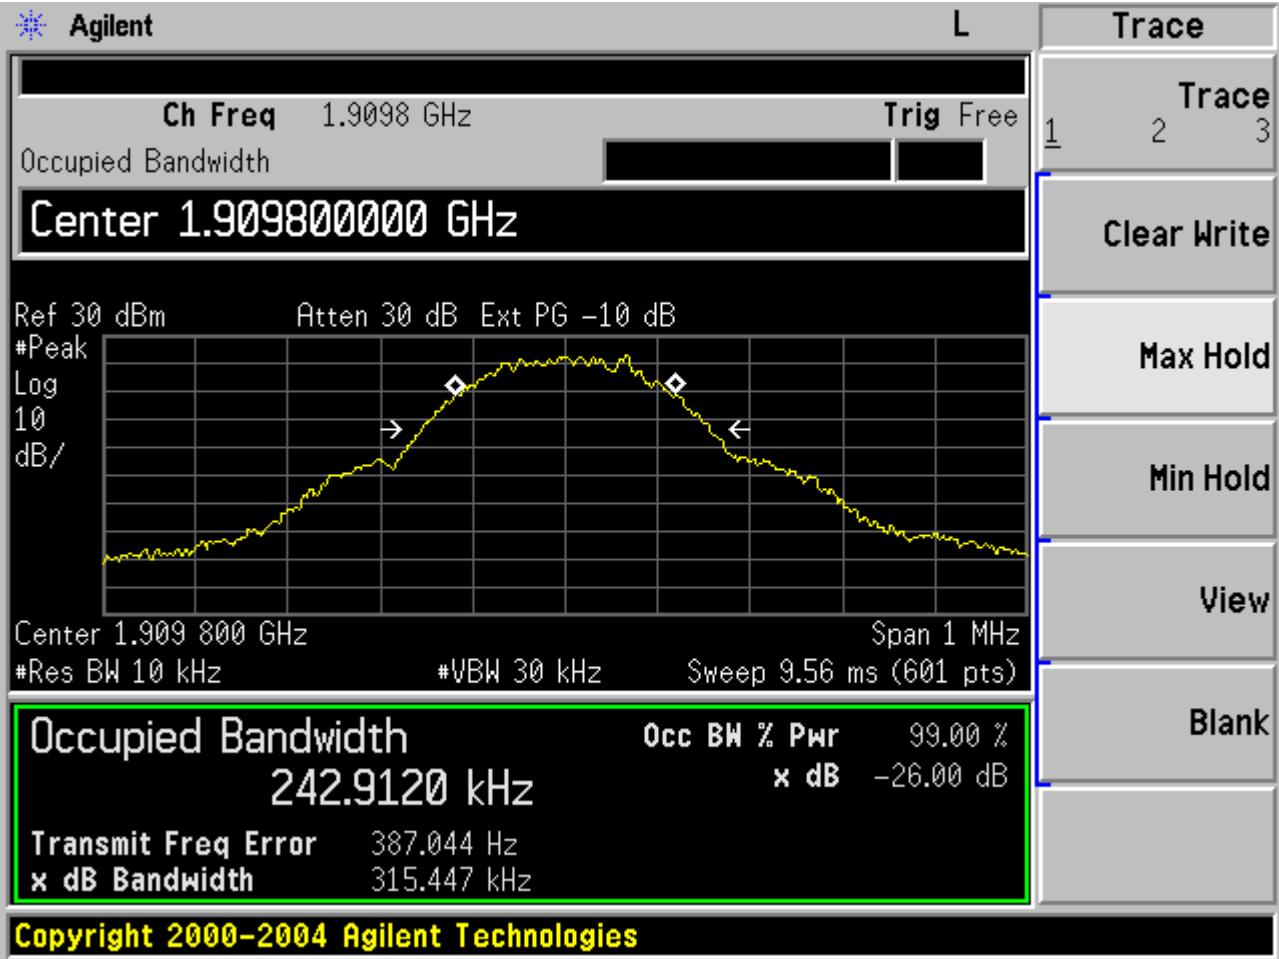 Agilent L Trace
Ch Freq 1.9098 GHz Trig Free
Occupied Bandwidth
Center 1.909800000 GHz
Ref 30 dBm Atten 30 dB Ext PG -10 dB
#Peak
Log
10
dB/
Center 1.909 800 GHz Span 1 MHz
#Res BW 10 kHz #VBW 30 kHz Sweep 9.56 ms (601 pts)
Occupied Bandwidth Occ BW % Pwr 99.00 %
242.9120 kHz x dB -26.00 dB
Transmit Freq Error 387.044 Hz
x dB Bandwidth 315.447 kHz
Copyright 2000-2004 Agilent Technologies
Trace
1 2 3
Clear Write
Max Hold
Min Hold
View
Blank